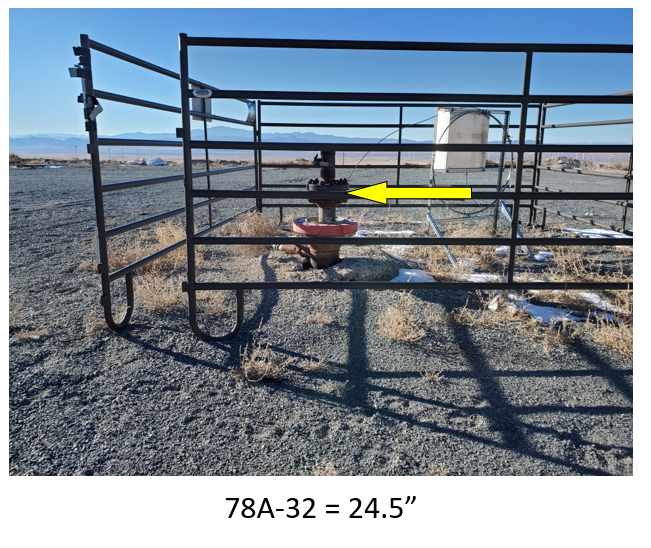 78A-32 = 24.5”